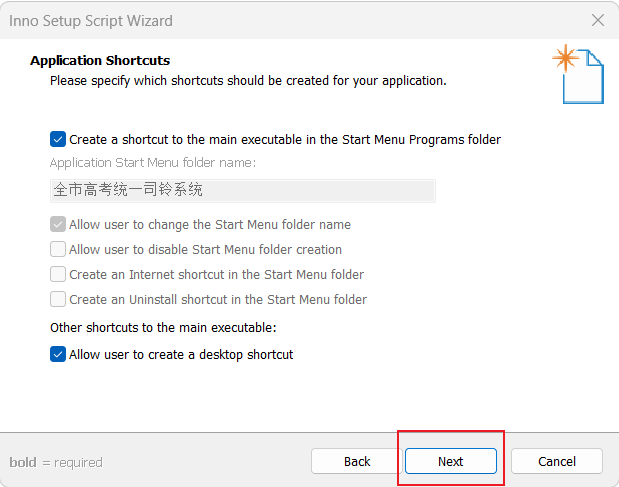 Inno Setup Script Wizard
Application Shortcuts
Please specify which shortcuts should be created for your application.
Create a shortcut to the main executable in the Start Menu Programs folder
Application Start Menu folder name:
全市高考统一司铃系统
Allow user to change the Start Menu folder name
Allow user to disable Start Menu folder creation
Create an Internet shortcut in the Start Menu folder
Create an Uninstall shortcut in the Start Menu folder
Other shortcuts to the main executable:
Allow user to create a desktop shortcut
bold = required
Back
Next
Cancel